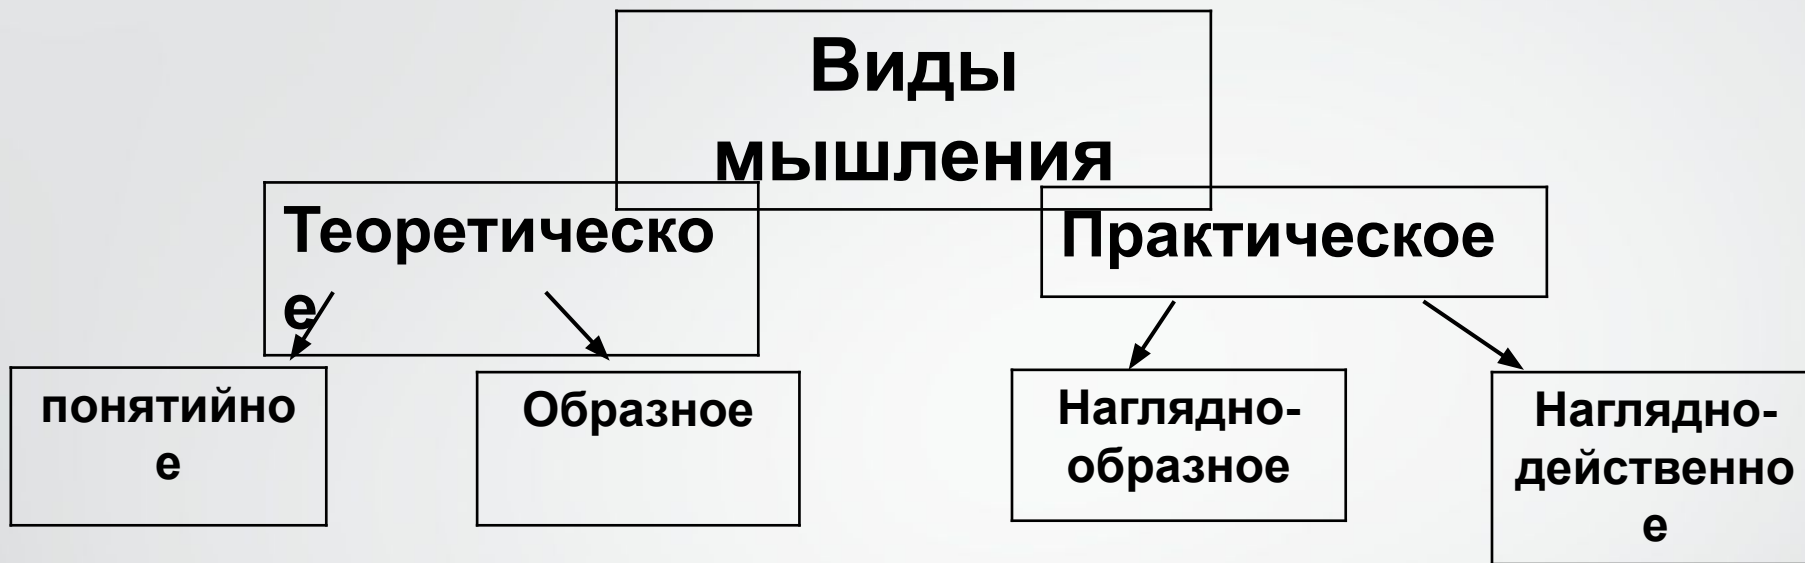 Виды
мышления
Теоретическо
е
Практическое
понятийно
е
Образное
Наглядно-
образное
Наглядно-
действенно
е